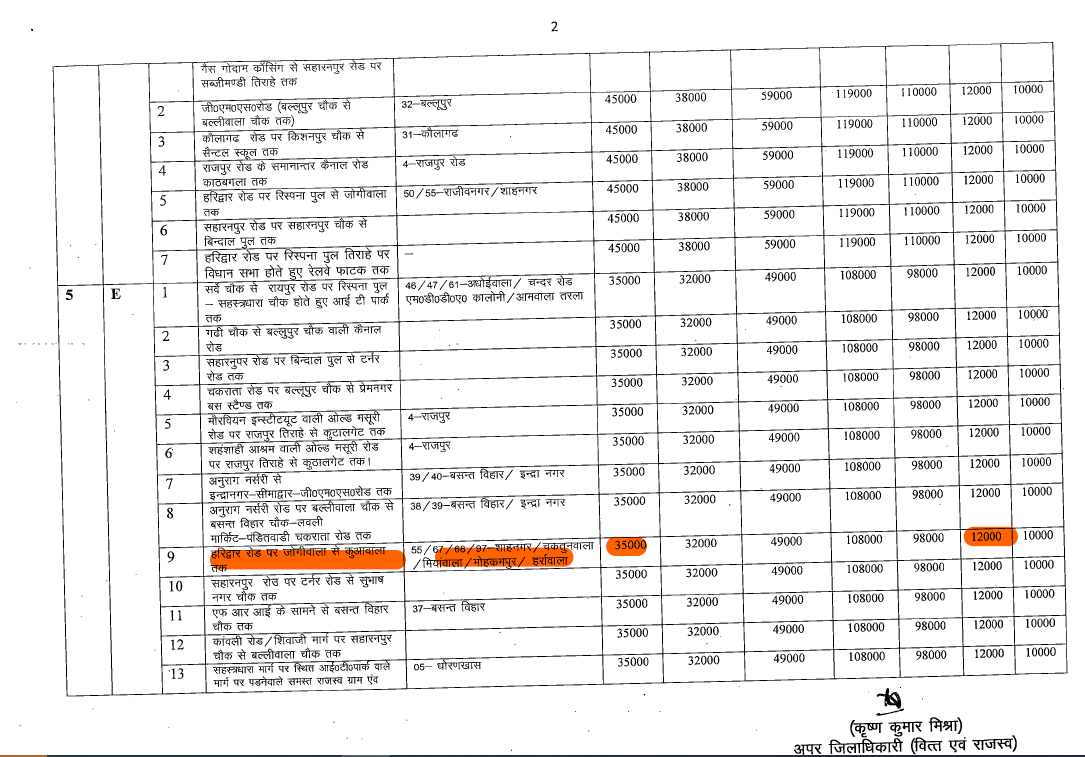 2
गैस गोदाम कॉसिंग से सहारनपुर रोड पर
सब्जीमण्डी तिराहे तक
2 जी0एम0एस0रोड (बल्लूपुर चौक से 32–बल्लूपुर 45000 38000 59000 119000 110000 12000 10000
बल्लीवाला चौक तक)
3 कौलागढ रोड पर किशनपुर चौक से 31–कौलागढ 45000 38000 59000 119000 110000 12000 10000
सैन्टल स्कूल तक
4 राजपुर रोड के समानान्तर कैनाल रोड 4–राजपुर रोड 45000 38000 59000 119000 110000 12000 10000
काठबगला तक
5 हरिद्वार रोड पर रिस्पना पुल से जोगीवाला 50/55–राजीवनगर/शाहनगर 45000 38000 59000 119000 110000 12000 10000
तक
6 सहारनपुर रोड पर सहारनपुर चौक से 45000 38000 59000 119000 110000 12000 10000
बिन्दाल पुल तक
7 हरिद्वार रोड पर रिस्पना पुल तिराहे पर – 45000 38000 59000 119000 110000 12000 10000
विधान सभा होते हुए रेलवे फाटक तक
5 E 1 सर्वे चौक से रायपुर रोड पर रिस्पना पुल 46/47/61–अधोईवाला/ चन्दर रोड 35000 32000 49000 108000 98000 12000 10000
– सहस्त्रधारा चौक होते हुए आई टी पार्क एम0डी0डी0ए0 कालोनी/आमवाला तरला
तक
2 गढी चौक से बल्लुपुर चौक वाली कैनाल 35000 32000 49000 108000 98000 12000 10000
रोड
3 सहारनुपर रोड पर बिन्दाल पुल से टर्नर 35000 32000 49000 108000 98000 12000 10000
रोड तक
4 चकराता रोड पर बल्लूपुर चौक से प्रेमनगर 35000 32000 49000 108000 98000 12000 10000
बस स्टैण्ड तक
5 मौरवियन इन्स्टीटयूट वाली ओल्ड मसूरी 4–राजपुर 35000 32000 49000 108000 98000 12000 10000
रोड पर राजपुर तिराहे से कुटालगेट तक
6 शहंशाही आश्रम वाली ओल्ड मसूरी रोड 4–राजपुर 35000 32000 49000 108000 98000 12000 10000
पर राजपुर तिराहे से कुठालगेट तक।
7 अनुराग नर्सरी से 39/40–बसन्त विहार/ इन्द्रा नगर 35000 32000 49000 108000 98000 12000 10000
इन्द्रानगर–सीमाद्वार–जी0एम0एस0रोड तक
8 अनुराग नर्सरी रोड पर बल्लीवाला चौक से 38/39–बसन्त विहार/ इन्द्रा नगर 35000 32000 49000 108000 98000 12000 10000
बसन्त विहार चौक–लवली
मार्किट–पंडितवाडी चकराता रोड तक
9 हरिद्वार रोड पर जोगीवाला से कुआवाला 55/67/68/97– शाहनगर/चकतुनवाला 35000 32000 49000 108000 98000 12000 10000
तक /मियांवाला/मोहकमपुर/ हर्रावाला
10 सहारनपुर रोड पर टर्नर रोड से सुभाष 35000 32000 49000 108000 98000 12000 10000
नगर चौक तक
11 एफ आर आई के सामने से बसन्त विहार 37–बसन्त विहार 35000 32000 49000 108000 98000 12000 10000
चौक तक
12 कांवली रोड/शिवाजी मार्ग पर सहारनपुर 35000 32000 49000 108000 98000 12000 10000
चौक से बल्लीवाला चौक तक
13 सहस्त्रधारा मार्ग पर स्थित आई0टी0पार्क वाले 05– धोरणखास 35000 32000 49000 108000 98000 12000 10000
मार्ग पर पडनेवाले समस्त राजस्व ग्राम एंव
(कृष्ण कुमार मिश्रा)
अपर जिलाधिकारी (वित्त एवं राजस्व)